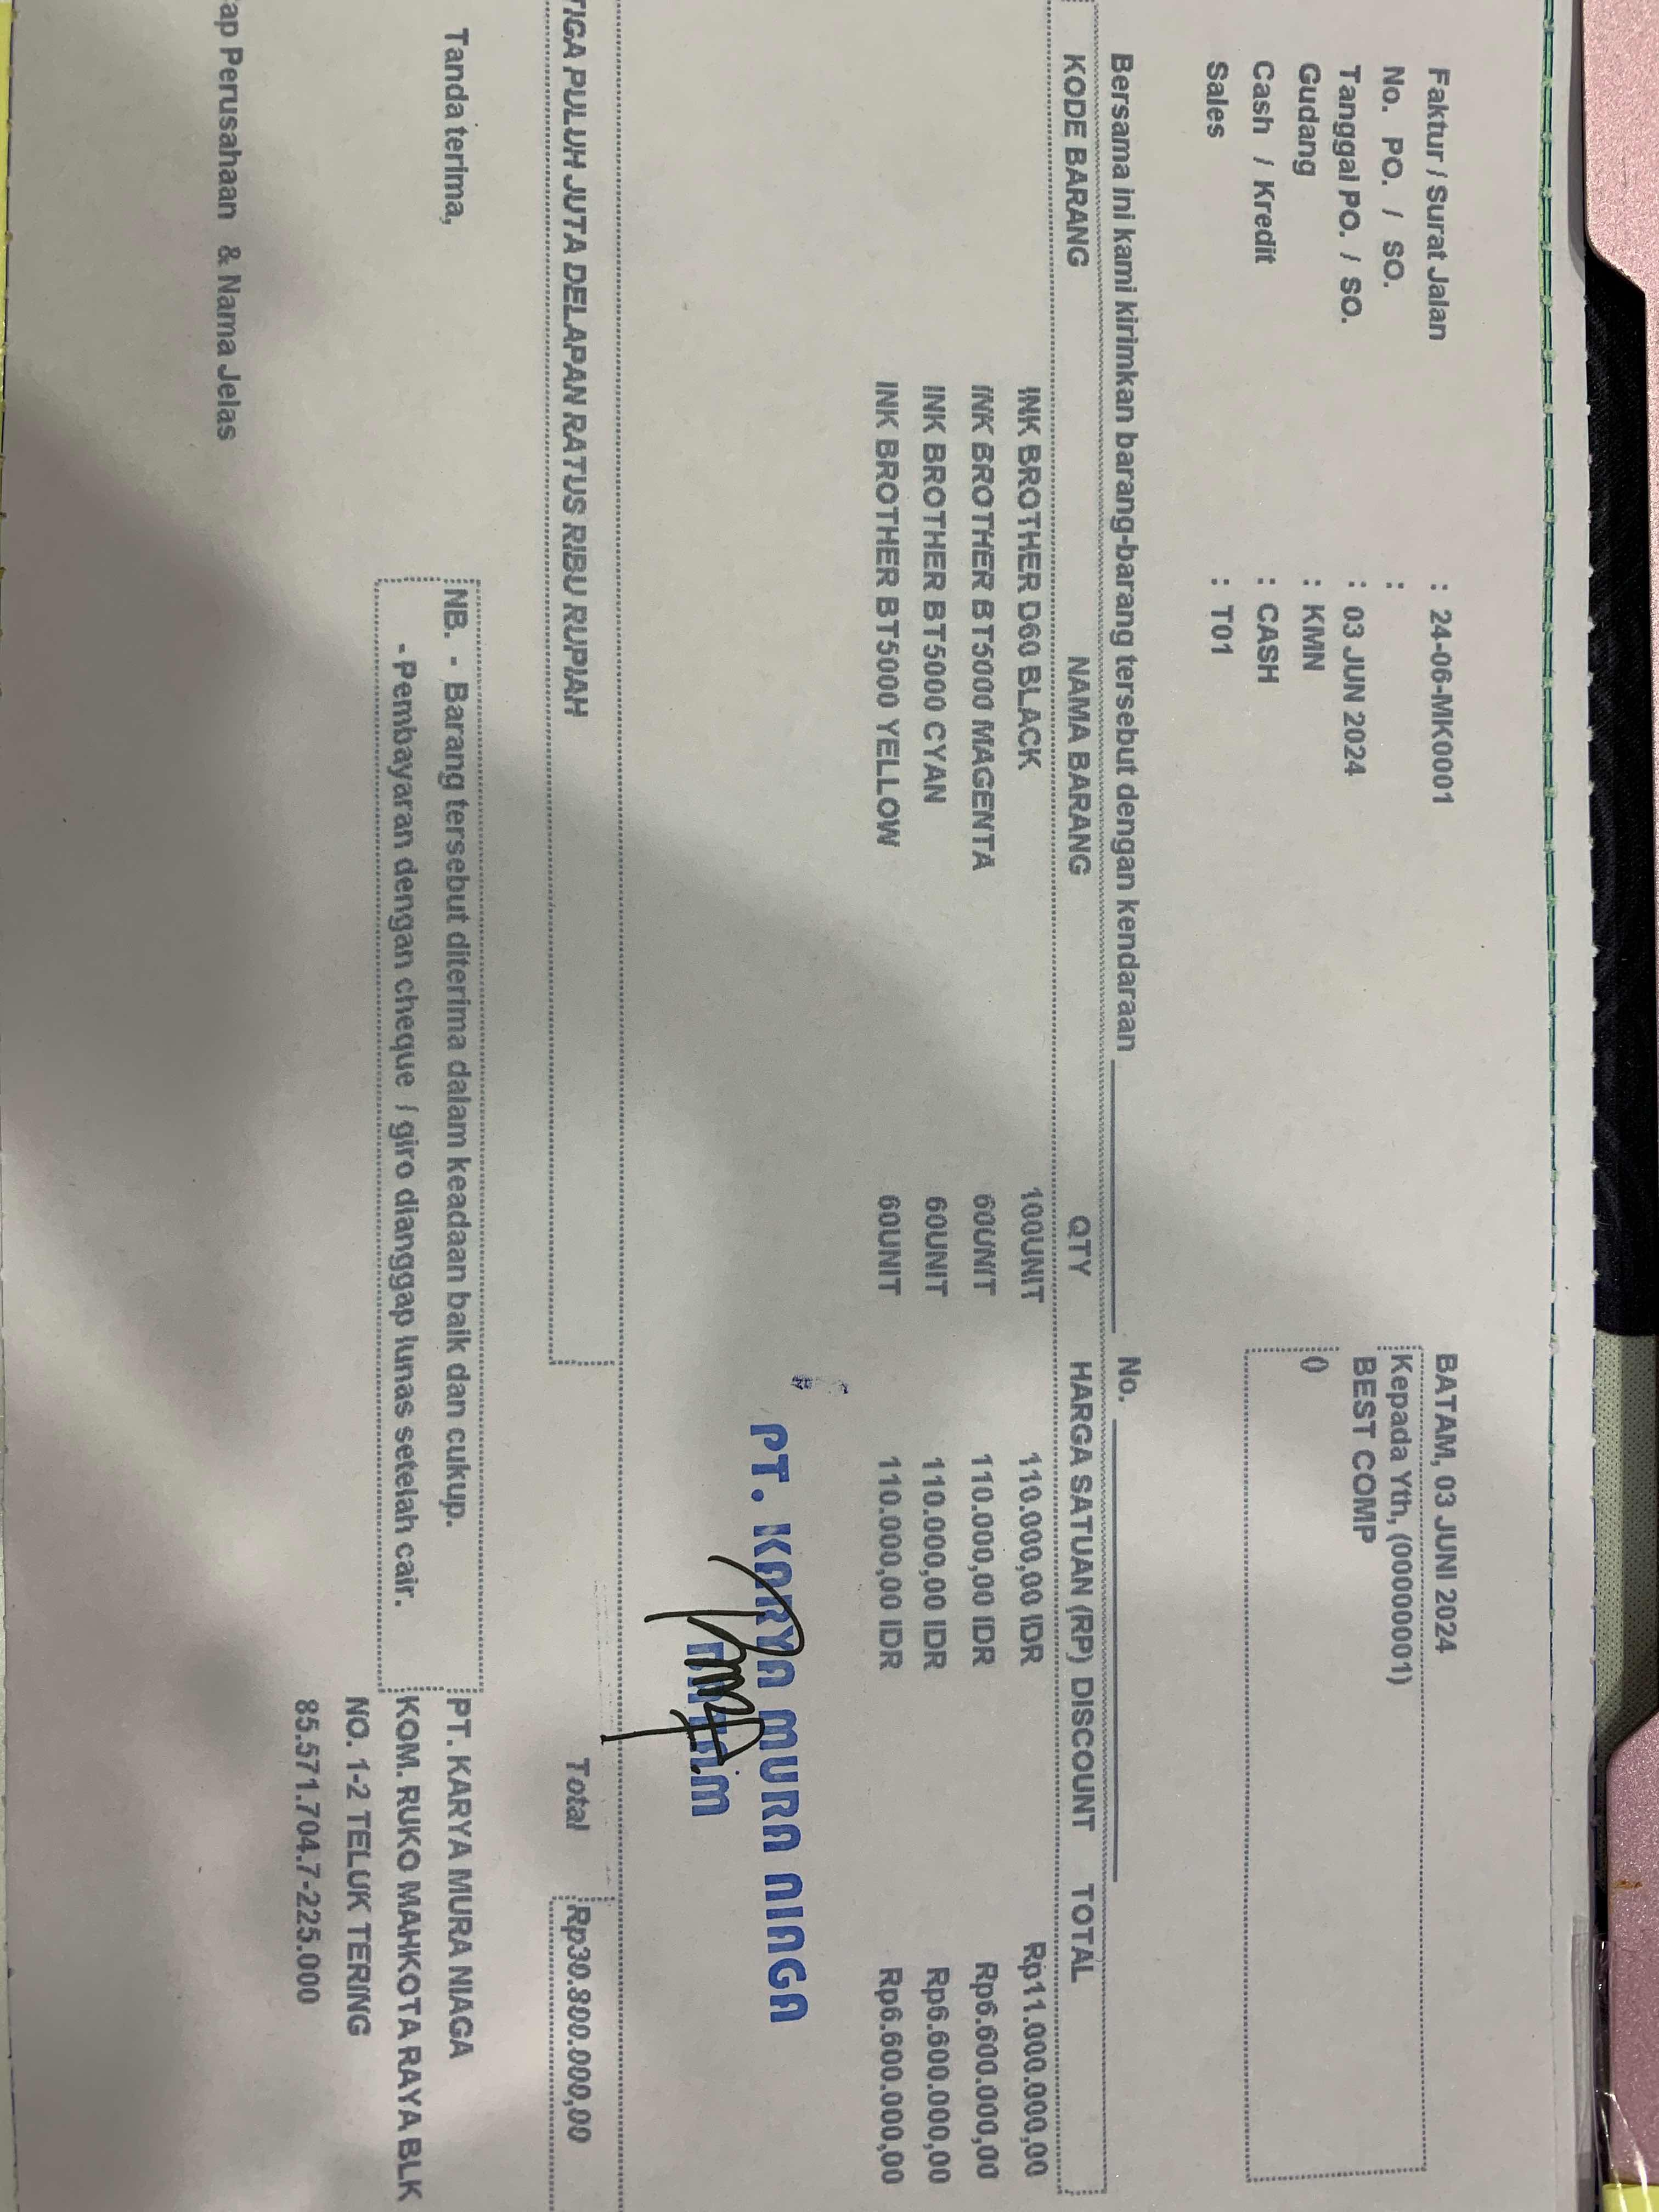 Faktur / Surat Jalan : 24-06-MK0001
No. PO. / SO. :
Tanggal PO. / SO. : 03 JUN 2024
Gudang : KMN
Cash / Kredit : CASH
Sales : T01
BATAM, 03 JUNI 2024
Kepada Yth, (00000001)
BEST COMP
()
Bersama ini kami kirimkan barang-barang tersebut dengan kendaraan No.
KODE BARANG NAMA BARANG QTY HARGA SATUAN (RP) DISCOUNT TOTAL
INK BROTHER D60 BLACK 100UNIT 110.000,00 IDR Rp11.000.000,00
INK BROTHER BT5000 MAGENTA 60UNIT 110.000,00 IDR Rp6.600.000,00
INK BROTHER BT5000 CYAN 60UNIT 110.000,00 IDR Rp6.600.000,00
INK BROTHER BT5000 YELLOW 60UNIT 110.000,00 IDR Rp6.600.000,00
PT. KARYA MURA NIAGA
TIGA PULUH JUTA DELAPAN RATUS RIBU RUPIAH
Total Rp30.800.000,00
Tanda terima,
NB. - Barang tersebut diterima dalam keadaan baik dan cukup.
- Pembayaran dengan cheque / giro dianggap lunas setelah cair.
PT. KARYA MURA NIAGA
KOM. RUKO MAHKOTA RAYA BLK
NO. 1-2 TELUK TERING
85.571.704.7-225.000
ap Perusahaan & Nama Jelas